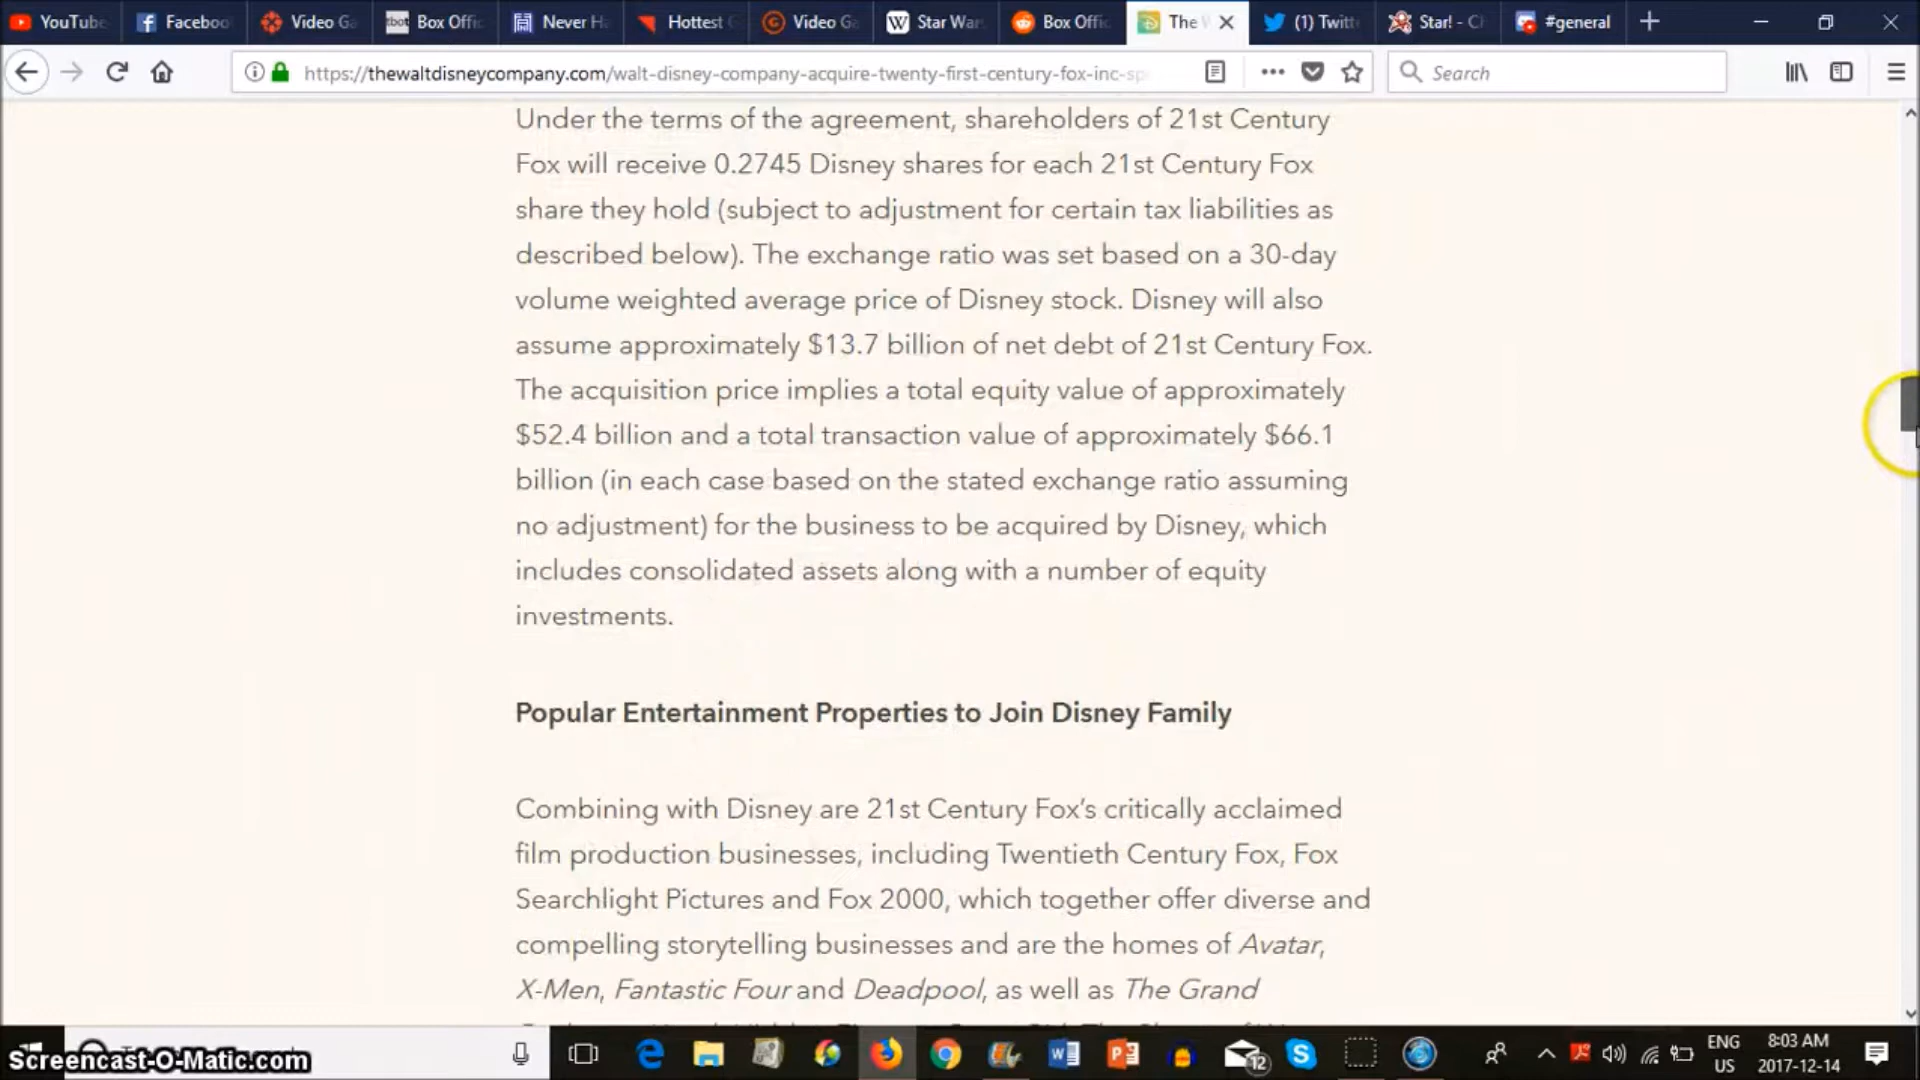 YouTube Faceboo Video Ga tbot Box Offic Never Ha Hottest G Video Ga W Star War Box Offic The W (1) Twitt Star! - C #general
https://thewaltdisneycompany.com/walt-disney-company-acquire-twenty-first-century-fox-inc-sp
Search
Under the terms of the agreement, shareholders of 21st Century
Fox will receive 0.2745 Disney shares for each 21st Century Fox
share they hold (subject to adjustment for certain tax liabilities as
described below). The exchange ratio was set based on a 30-day
volume weighted average price of Disney stock. Disney will also
assume approximately $13.7 billion of net debt of 21st Century Fox.
The acquisition price implies a total equity value of approximately
$52.4 billion and a total transaction value of approximately $66.1
billion (in each case based on the stated exchange ratio assuming
no adjustment) for the business to be acquired by Disney, which
includes consolidated assets along with a number of equity
investments.
Popular Entertainment Properties to Join Disney Family
Combining with Disney are 21st Century Fox’s critically acclaimed
film production businesses, including Twentieth Century Fox, Fox
Searchlight Pictures and Fox 2000, which together offer diverse and
compelling storytelling businesses and are the homes of Avatar,
X-Men, Fantastic Four and Deadpool, as well as The Grand
Screencast-O-Matic.com
12
ENG
US
8:03 AM
2017-12-14